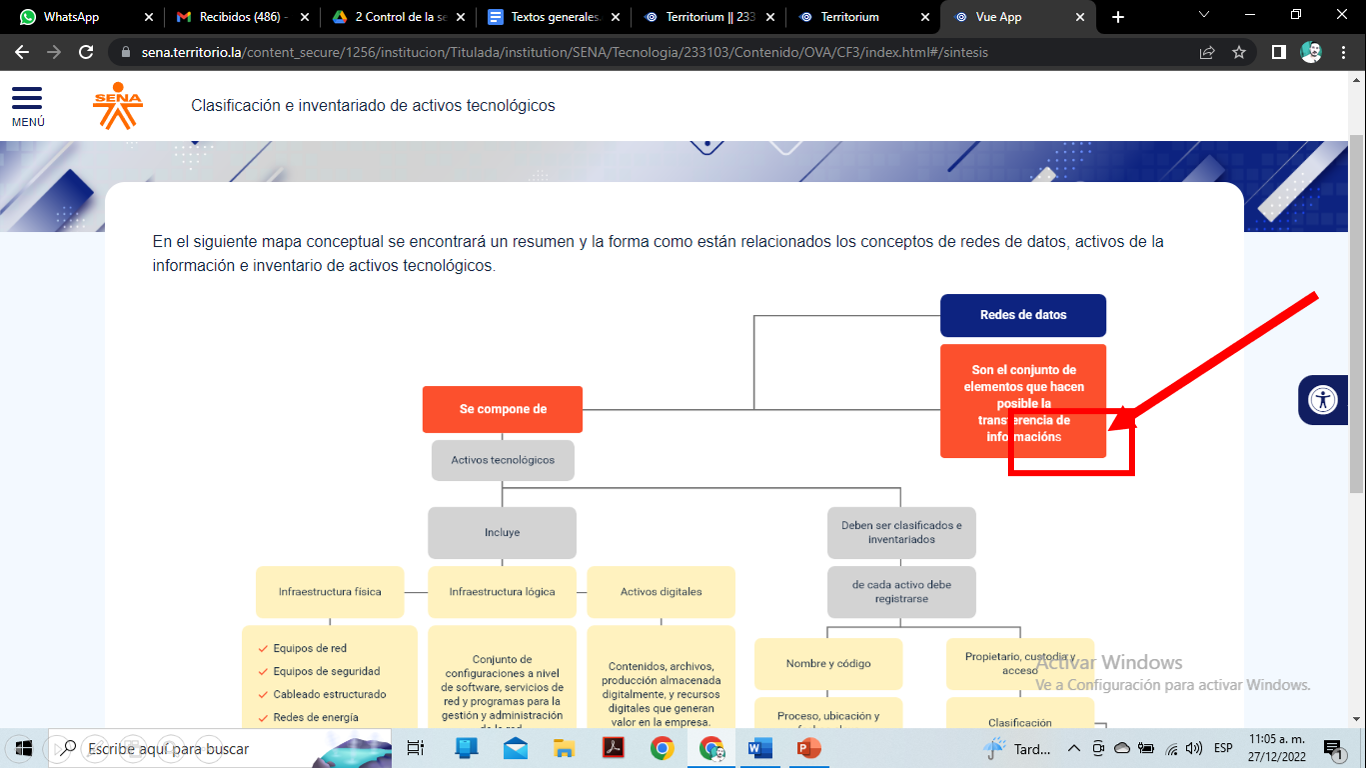 WhatsApp
Recibidos (486) -
2 Control de la se
Textos generales.
Territorium || 233
Territorium
Vue App
sena.territorio.la/content_secure/1256/institucion/Titulada/institution/SENA/Tecnologia/233103/Contenido/OVA/CF3/index.html#/sintesis
MENÚ
SENA
Clasificación e inventariado de activos tecnológicos
En el siguiente mapa conceptual se encontrará un resumen y la forma como están relacionados los conceptos de redes de datos, activos de la
información e inventario de activos tecnológicos.
Redes de datos
Son el conjunto de
elementos que hacen
posible la
transferencia de
informacións
Se compone de
Activos tecnológicos
Incluye
Deben ser clasificados e
inventariados
de cada activo debe
registrarse
Infraestructura física
Infraestructura lógica
Activos digitales
Equipos de red
Equipos de seguridad
Cableado estructurado
Redes de energía
Conjunto de
configuraciones a nivel
de software, servicios de
red y programas para la
gestión y administración
de la red.
Contenidos, archivos,
producción almacenada
digitalmente, y recursos
digitales que generan
valor en la empresa.
Nombre y código
Proceso, ubicación y
Propietario, custodia y
acceso
Clasificación
Activar Windows
Ve a Configuración para activar Windows.
Escribe aquí para buscar
Tard...
ESP
11:05 a. m.
27/12/2022
1